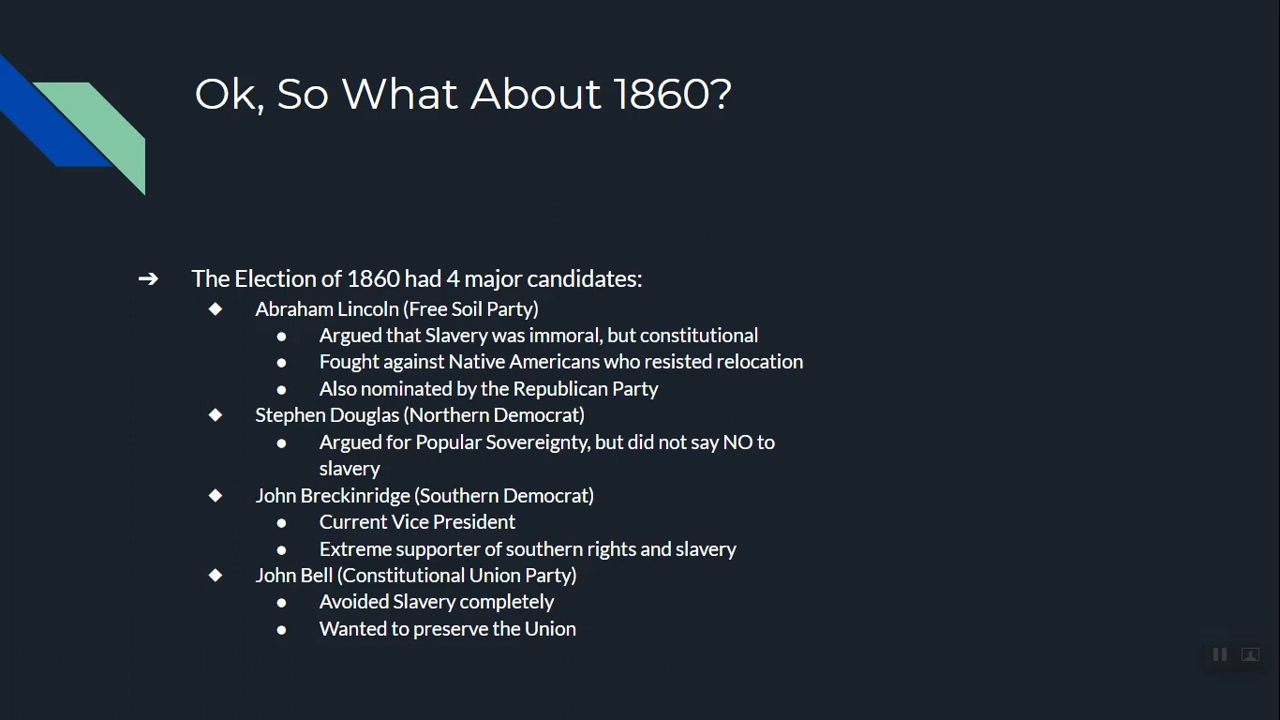 Ok, So What About 1860?
➔ The Election of 1860 had 4 major candidates:
◆ Abraham Lincoln (Free Soil Party)
● Argued that Slavery was immoral, but constitutional
● Fought against Native Americans who resisted relocation
● Also nominated by the Republican Party
◆ Stephen Douglas (Northern Democrat)
● Argued for Popular Sovereignty, but did not say NO to
slavery
◆ John Breckinridge (Southern Democrat)
● Current Vice President
● Extreme supporter of southern rights and slavery
◆ John Bell (Constitutional Union Party)
● Avoided Slavery completely
● Wanted to preserve the Union